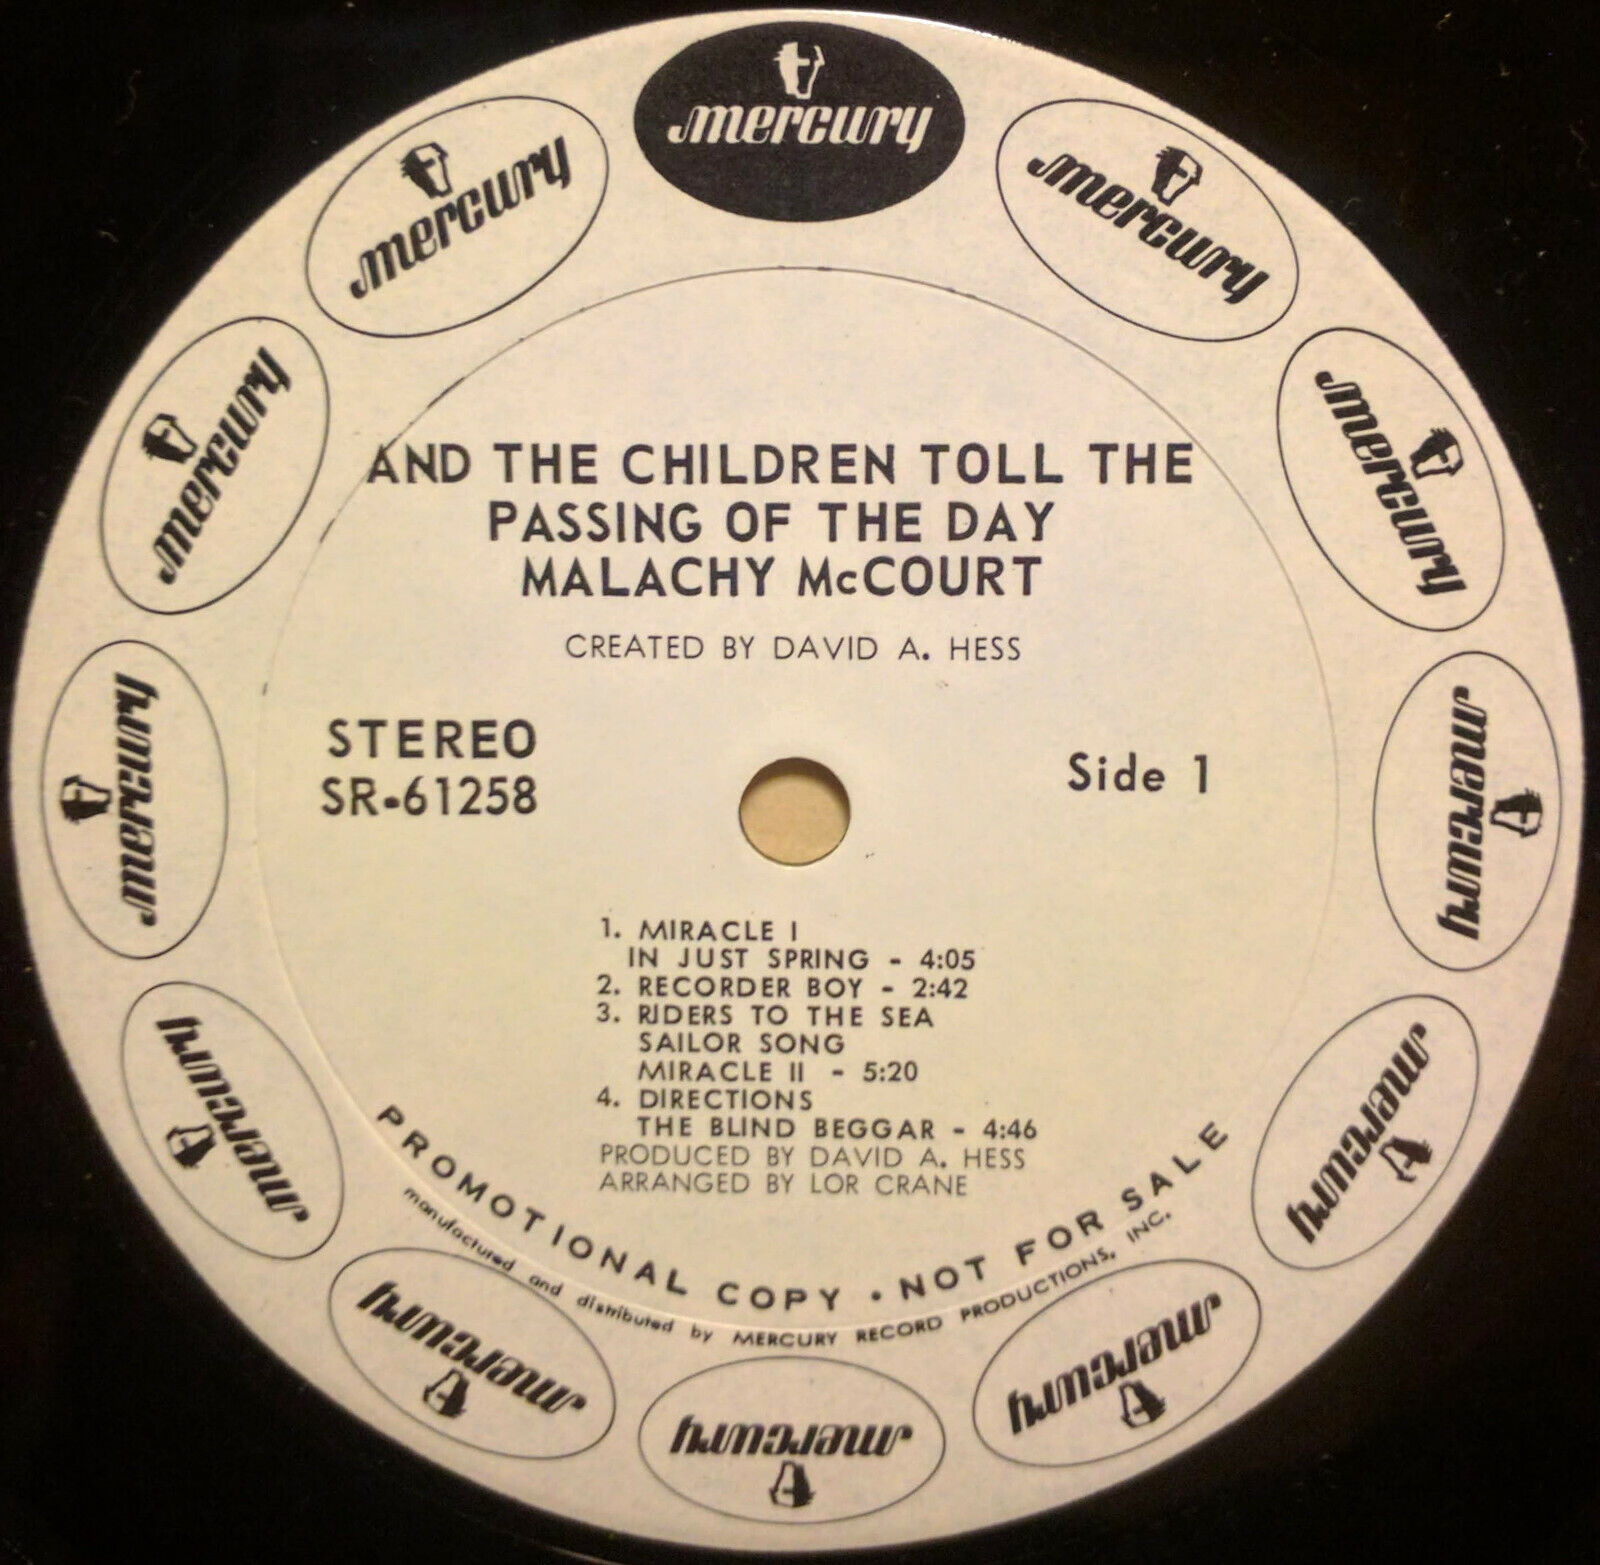 mercury
mercury
mercury
mercury
mercury
mercury
mercury
mercury
mercury
mercury
mercury
mercury
AND THE CHILDREN TOLL THE
PASSING OF THE DAY
MALACHY McCOURT
CREATED BY DAVID A. HESS
STEREO
SR-61258
Side 1
1. MIRACLE I
IN JUST SPRING - 4:05
2. RECORDER BOY - 2:42
3. RIDERS TO THE SEA
SAILOR SONG
MIRACLE II - 5:20
4. DIRECTIONS
THE BLIND BEGGAR - 4:46
PRODUCED BY DAVID A. HESS
ARRANGED BY LOR CRANE
PROMOTIONAL COPY · NOT FOR SALE
manufactured and distributed by MERCURY RECORD PRODUCTIONS, INC.